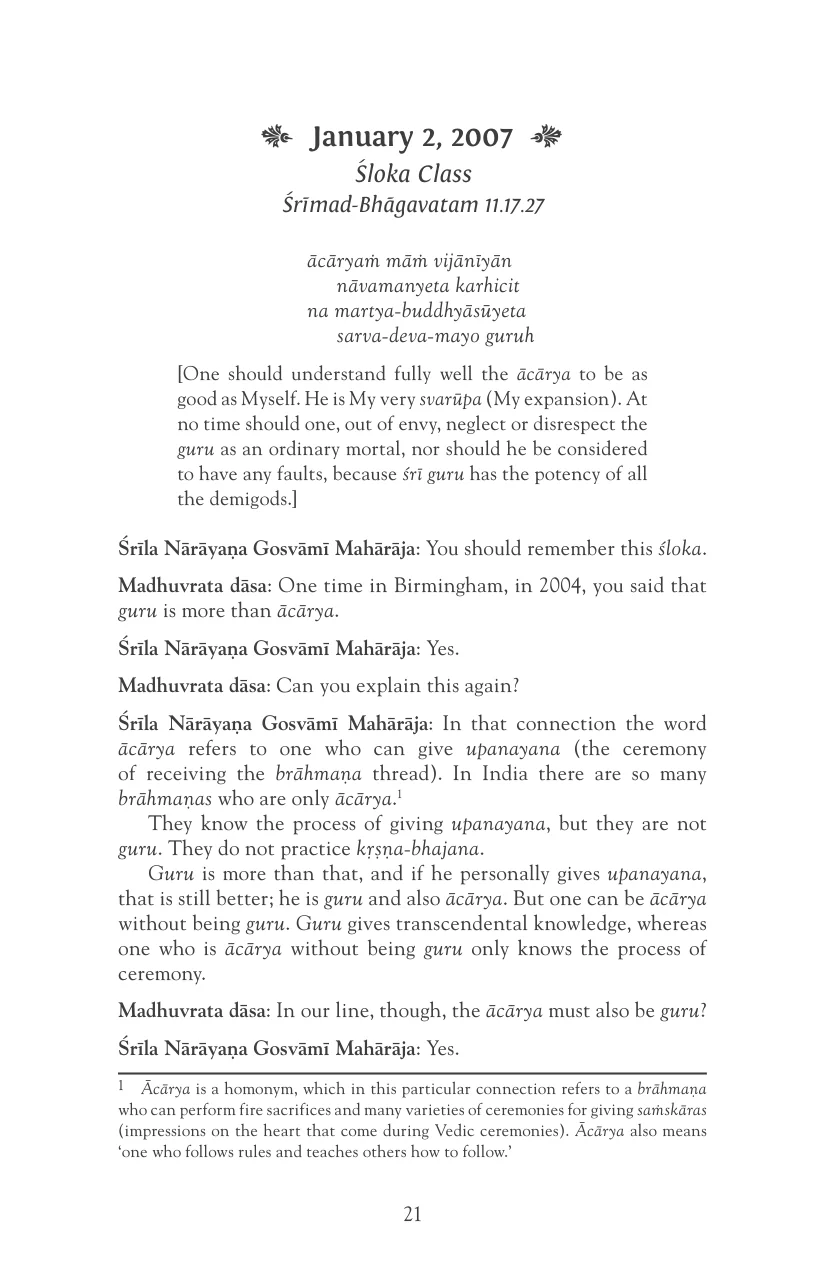 January 2, 2007
Śloka Class
Śrīmad-Bhāgavatam 11.17.27
ācāryaṁ māṁ vijānīyān
nāvamanyeta karhicit
na martya-buddhyāsūyeta
sarva-deva-mayo guruh
[One should understand fully well the ācārya to be as
good as Myself. He is My very svarūpa (My expansion). At
no time should one, out of envy, neglect or disrespect the
guru as an ordinary mortal, nor should he be considered
to have any faults, because śrī guru has the potency of all
the demigods.]
Śrīla Nārāyaṇa Gosvāmī Mahārāja: You should remember this śloka.
Madhuvrata dāsa: One time in Birmingham, in 2004, you said that
guru is more than ācārya.
Śrīla Nārāyaṇa Gosvāmī Mahārāja: Yes.
Madhuvrata dāsa: Can you explain this again?
Śrīla Nārāyaṇa Gosvāmī Mahārāja: In that connection the word
ācārya refers to one who can give upanayana (the ceremony
of receiving the brāhmaṇa thread). In India there are so many
brāhmaṇas who are only ācārya.1
They know the process of giving upanayana, but they are not
guru. They do not practice kṛṣṇa-bhajana.
Guru is more than that, and if he personally gives upanayana,
that is still better; he is guru and also ācārya. But one can be ācārya
without being guru. Guru gives transcendental knowledge, whereas
one who is ācārya without being guru only knows the process of
ceremony.
Madhuvrata dāsa: In our line, though, the ācārya must also be guru?
Śrīla Nārāyaṇa Gosvāmī Mahārāja: Yes.
1 Ācārya is a homonym, which in this particular connection refers to a brāhmaṇa
who can perform fire sacrifices and many varieties of ceremonies for giving saṁskāras
(impressions on the heart that come during Vedic ceremonies). Ācārya also means
‘one who follows rules and teaches others how to follow.’
21